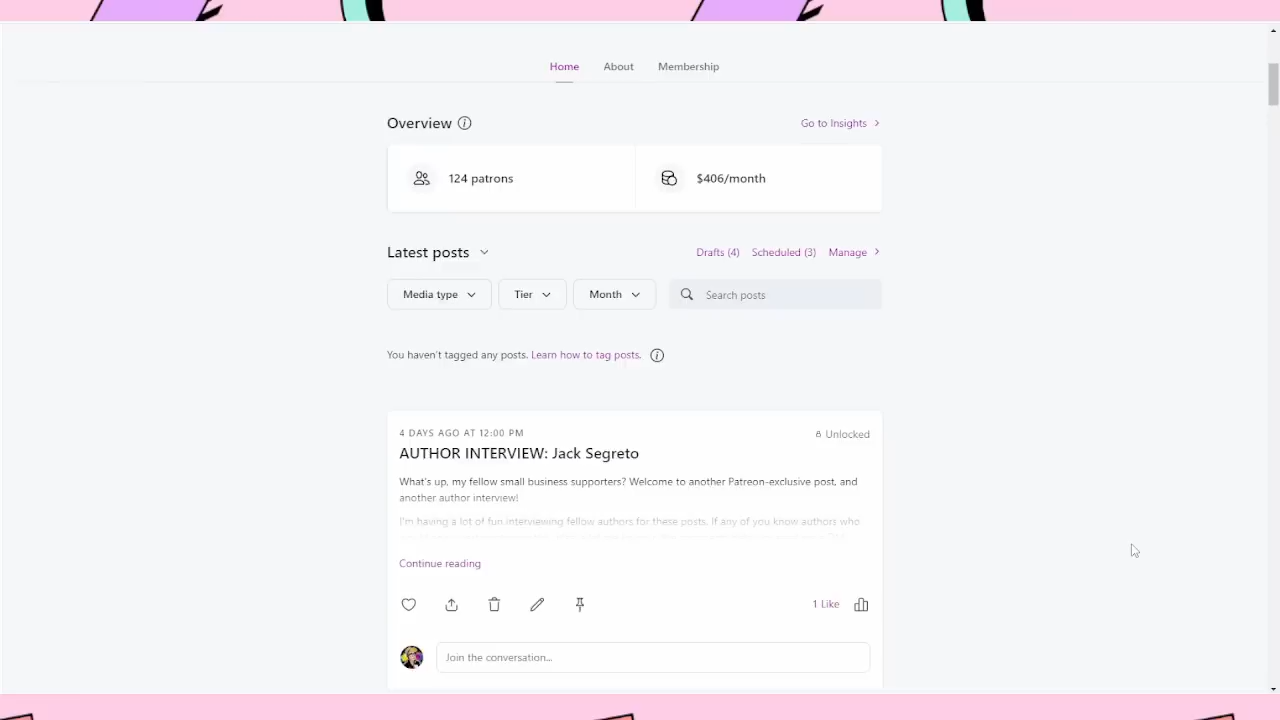 Home About Membership
Overview
Go to Insights
124 patrons
$406/month
Latest posts
Drafts (4) Scheduled (3) Manage
Media type Tier Month Search posts
You haven't tagged any posts. Learn how to tag posts.
4 DAYS AGO AT 12:00 PM
Unlocked
AUTHOR INTERVIEW: Jack Segreto
What's up, my fellow small business supporters? Welcome to another Patreon-exclusive post, and
another author interview!
I'm having a lot of fun interviewing fellow authors for these posts. If any of you know authors who
Continue reading
1 Like
Join the conversation...